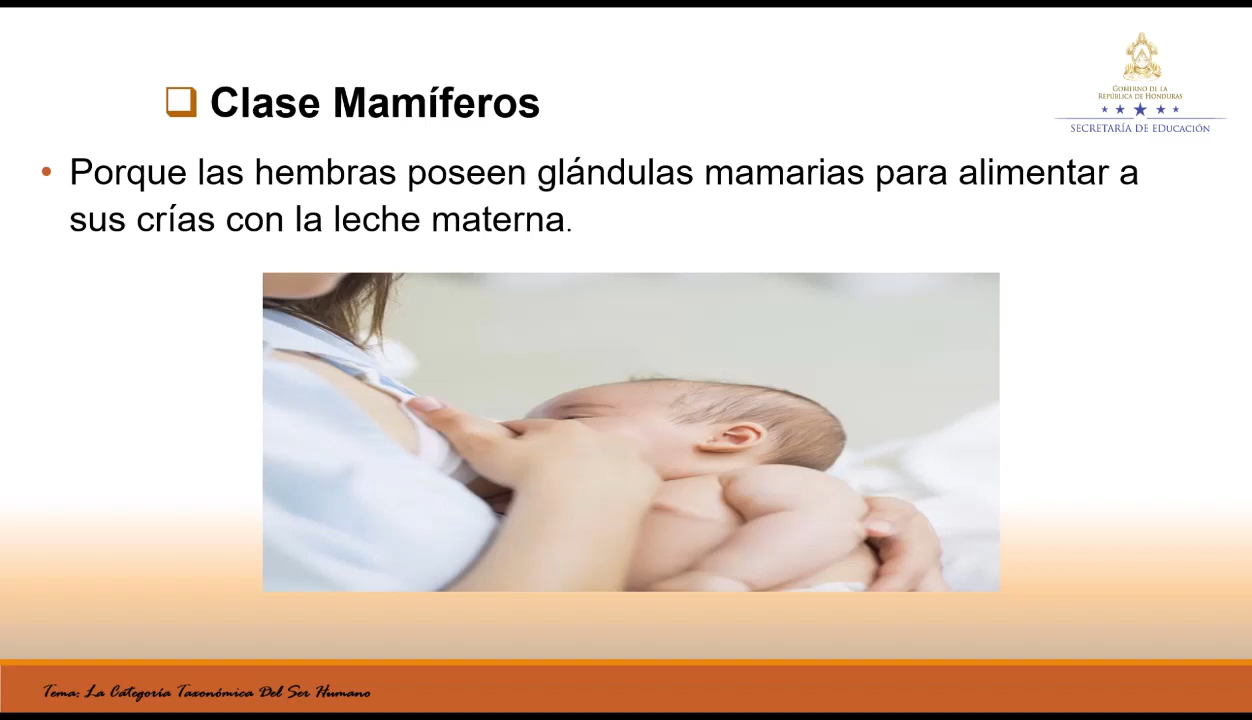 Clase Mamíferos
GOBIERNO DE LA
REPÚBLICA DE HONDURAS
SECRETARÍA DE EDUCACIÓN
• Porque las hembras poseen glándulas mamarias para alimentar a
sus crías con la leche materna.
Tema: La Categoría Taxonómica Del Ser Humano